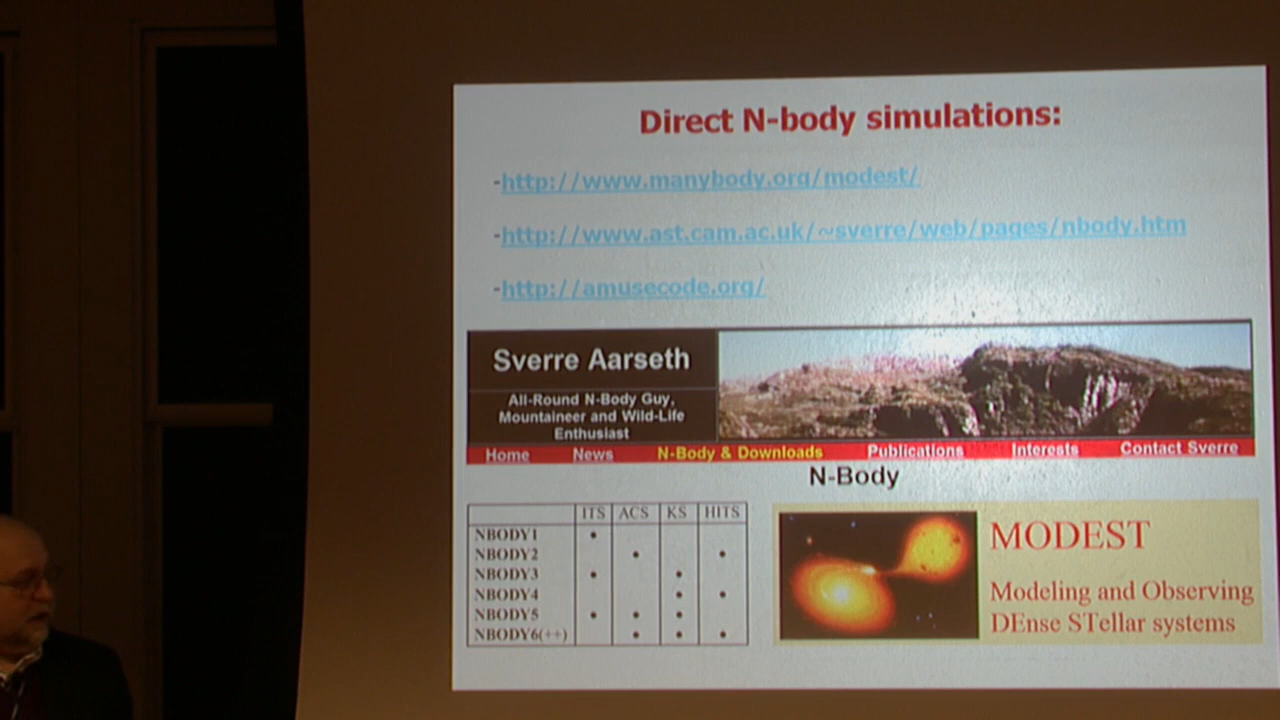 Direct N-body simulations:
-http://www.manybody.org/modest/
-http://www.ast.cam.ac.uk/~sverre/web/pages/nbody.htm
-http://amusecode.org/
Sverre Aarseth
All-Round N-Body Guy,
Mountaineer and Wild-Life
Enthusiast
Home News N-Body & Downloads Publications Interests Contact Sverre
N-Body
ITS ACS KS HITS
NBODY1 •
NBODY2 • •
NBODY3 • •
NBODY4 • •
NBODY5 • • •
NBODY6(++) • • •
MODEST
Modeling and Observing
DEnse STellar systems